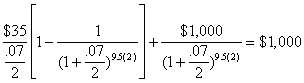 $35/(.07/2) [1 - 1/(1+.07/2)^9.5(2)] + $1,000/(1+.07/2)^9.5(2) = $1,000